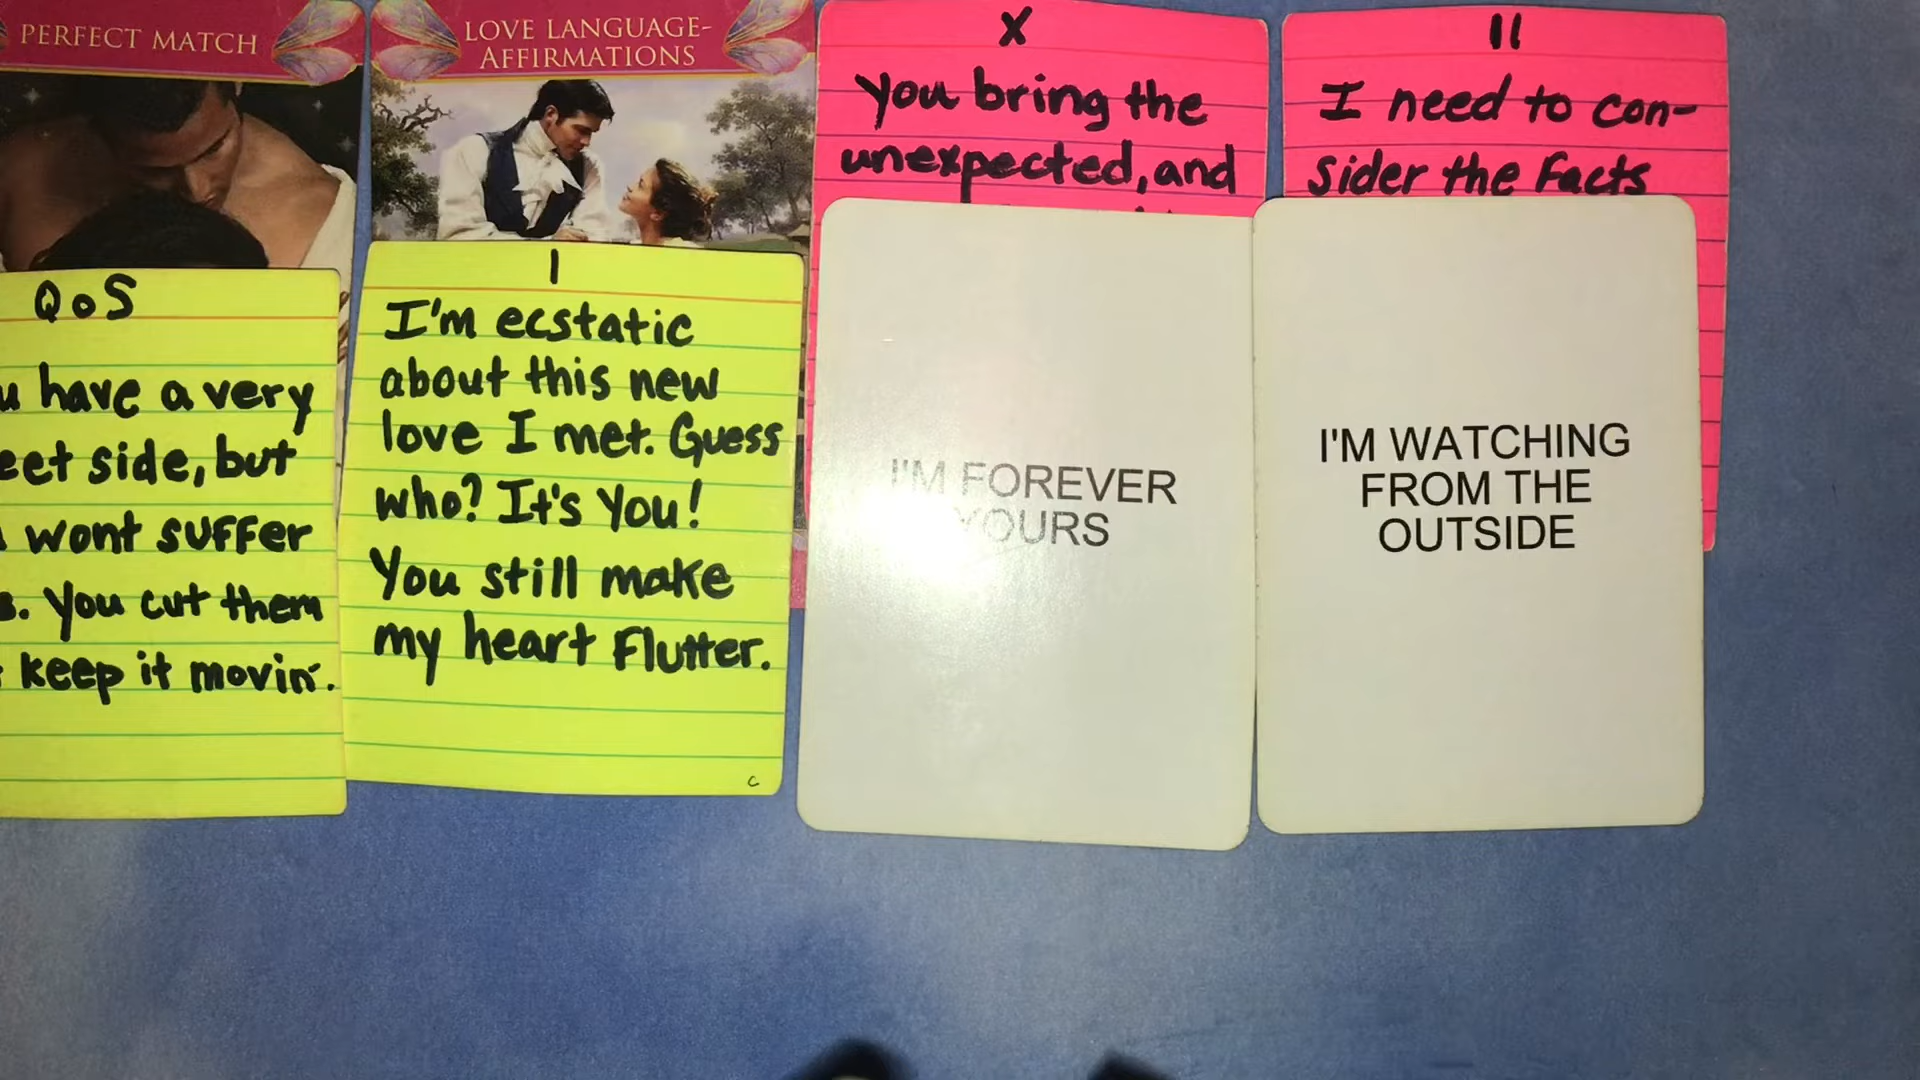 PERFECT MATCH
LOVE LANGUAGE-
AFFIRMATIONS
X
You bring the
unexpected, and
II
I need to con-
sider the facts
QoS
have a very
side, but
wont suffer
You cut them
keep it movin'.
I
I'm ecstatic
about this new
love I met. Guess
who? It's You!
You still make
my heart flutter.
c
I'M FOREVER
YOURS
I'M WATCHING
FROM THE
OUTSIDE